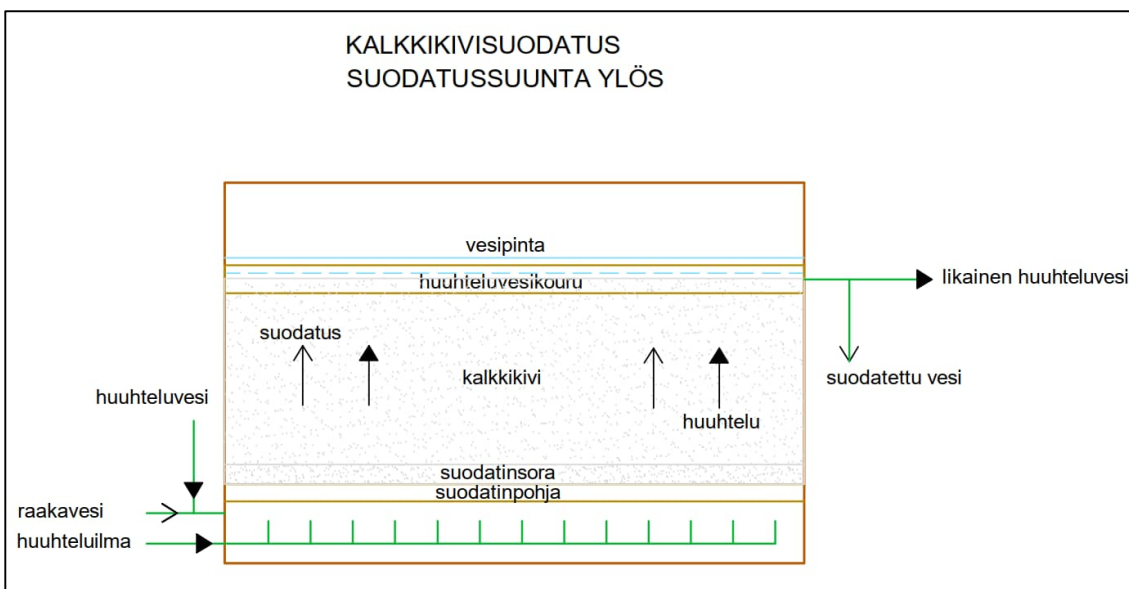 KALKKIKIVISUODATUS
SUODATUSSUUNTA YLÖS
vesipinta
huuhteluvesikouru
likainen huuhteluvesi
suodatus
kalkkikivi
suodatettu vesi
huuhteluvesi
huuhtelu
suodatinsora
suodatinpohja
raakavesi
huuhteluilma